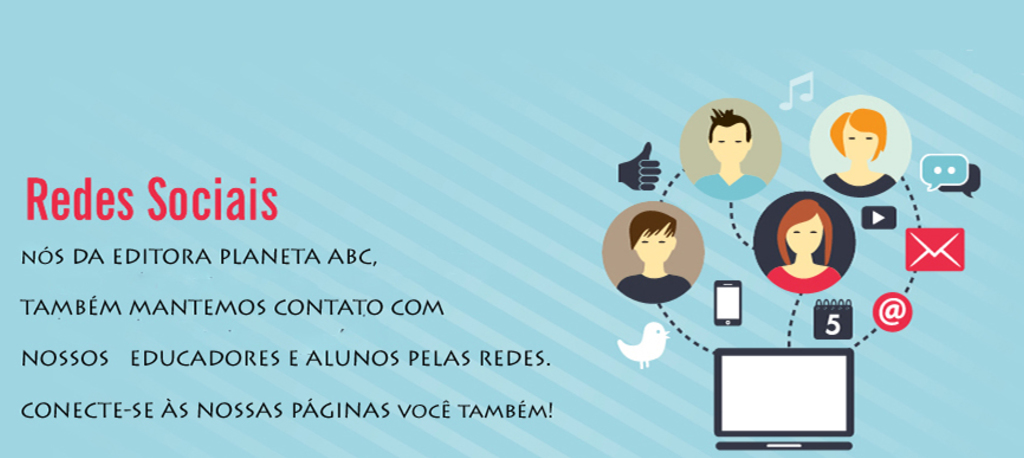 Redes Sociais
NÓS DA EDITORA PLANETA ABC,
TAMBÉM MANTEMOS CONTATO COM
NOSSOS EDUCADORES E ALUNOS PELAS REDES.
CONECTE-SE ÀS NOSSAS PÁGINAS VOCÊ TAMBÉM!
@
5